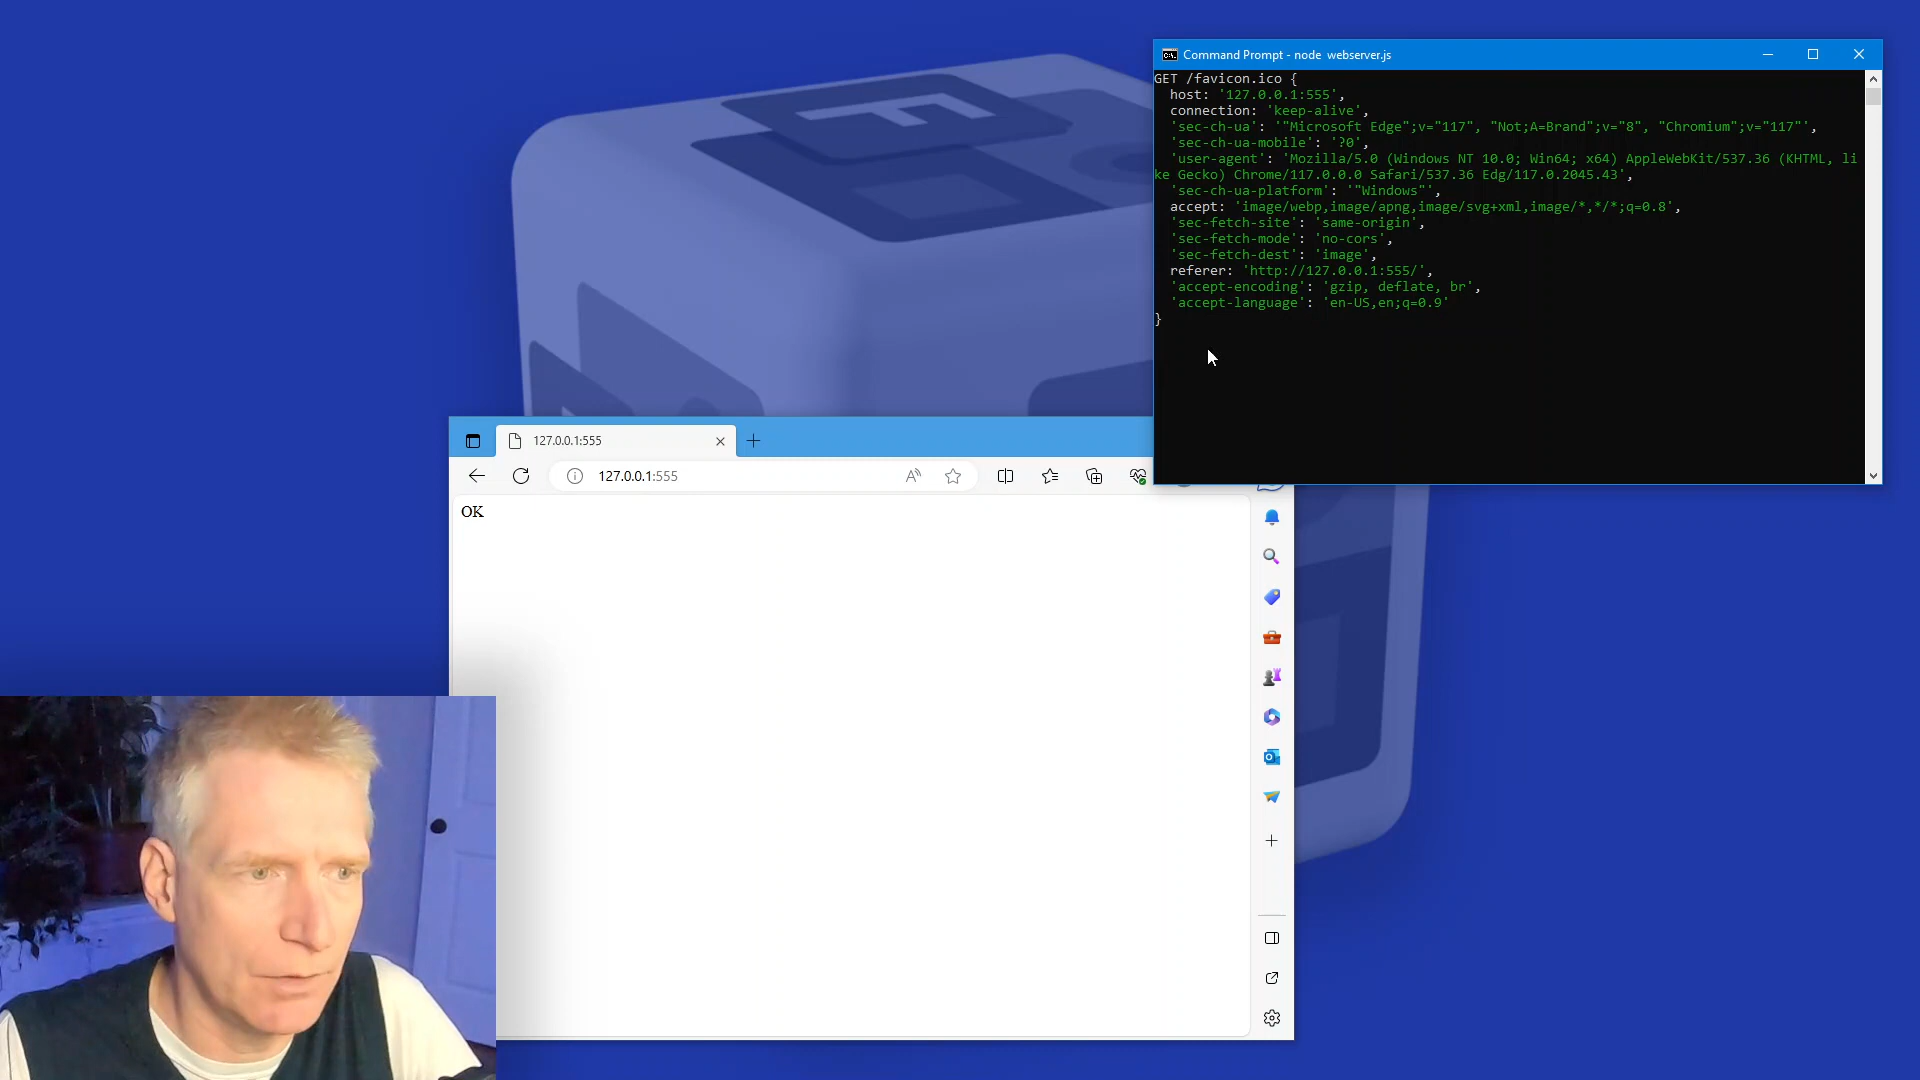 Command Prompt - node  webserver.js
GET /favicon.ico {
  host: '127.0.0.1:555',
  connection: 'keep-alive',
  'sec-ch-ua': '"Microsoft Edge";v="117", "Not;A=Brand";v="8", "Chromium";v="117"',
  'sec-ch-ua-mobile': '?0',
  'user-agent': 'Mozilla/5.0 (Windows NT 10.0; Win64; x64) AppleWebKit/537.36 (KHTML, li
ke Gecko) Chrome/117.0.0.0 Safari/537.36 Edg/117.0.2045.43',
  'sec-ch-ua-platform': '"Windows"',
  accept: 'image/webp,image/apng,image/svg+xml,image/*,*/*;q=0.8',
  'sec-fetch-site': 'same-origin',
  'sec-fetch-mode': 'no-cors',
  'sec-fetch-dest': 'image',
  referer: 'http://127.0.0.1:555/',
  'accept-encoding': 'gzip, deflate, br',
  'accept-language': 'en-US,en;q=0.9'
}
127.0.0.1:555
127.0.0.1:555
OK